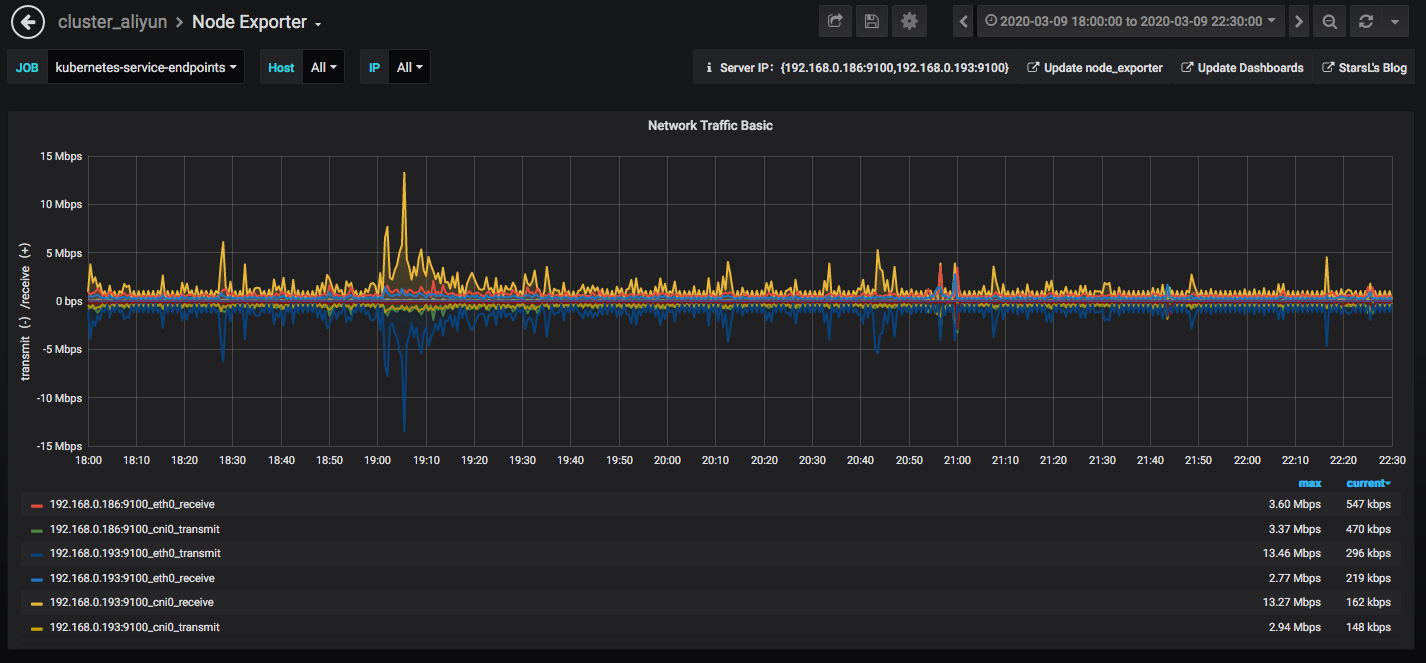 cluster_aliyun > Node Exporter
2020-03-09 18:00:00 to 2020-03-09 22:30:00
JOB kubernetes-service-endpoints Host All IP All
Server IP: {192.168.0.186:9100,192.168.0.193:9100} Update node_exporter Update Dashboards StarsL's Blog
Network Traffic Basic
transmit (-) /receive (+)
15 Mbps
10 Mbps
5 Mbps
0 bps
-5 Mbps
-10 Mbps
-15 Mbps
18:00 18:10 18:20 18:30 18:40 18:50 19:00 19:10 19:20 19:30 19:40 19:50 20:00 20:10 20:20 20:30 20:40 20:50 21:00 21:10 21:20 21:30 21:40 21:50 22:00 22:10 22:20 22:30
max current
192.168.0.186:9100_eth0_receive 3.60 Mbps 547 kbps
192.168.0.186:9100_cni0_transmit 3.37 Mbps 470 kbps
192.168.0.193:9100_eth0_transmit 13.46 Mbps 296 kbps
192.168.0.193:9100_eth0_receive 2.77 Mbps 219 kbps
192.168.0.193:9100_cni0_receive 13.27 Mbps 162 kbps
192.168.0.193:9100_cni0_transmit 2.94 Mbps 148 kbps